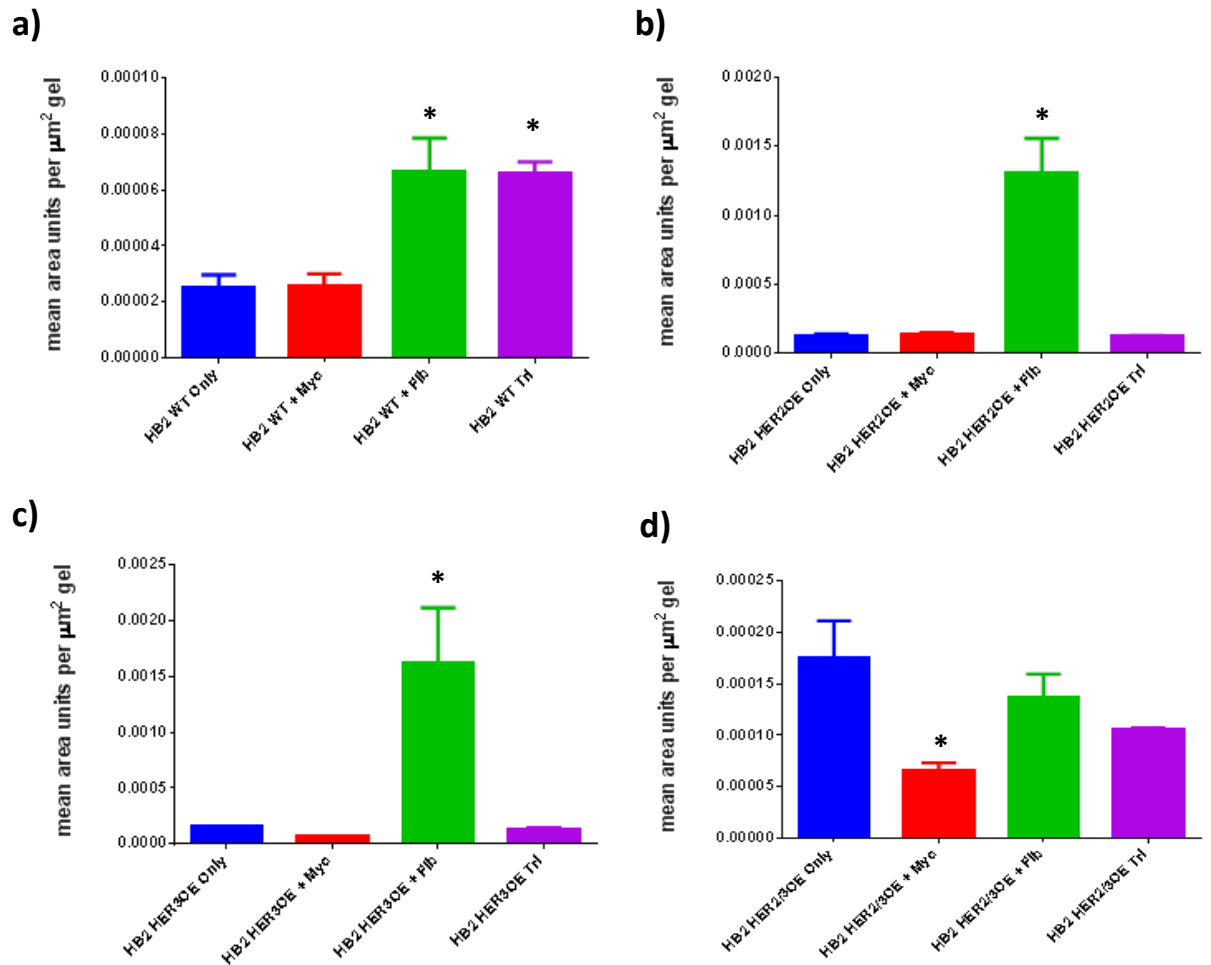 a)
mean area units per μm² gel
0.00010
0.00008
0.00006
0.00004
0.00002
0.00000
*
*
HB2 WT Only
HB2 WT + Myo
HB2 WT + Fib
HB2 WT Tri
b)
mean area units per μm² gel
0.0020
0.0015
0.0010
0.0005
0.0000
*
HB2 HER2OE Only
HB2 HER2OE + Myo
HB2 HER2OE + Fib
HB2 HER2OE Tri
c)
mean area units per μm² gel
0.0025
0.0020
0.0015
0.0010
0.0005
0.0000
*
HB2 HER3OE Only
HB2 HER3OE + Myo
HB2 HER3OE + Fib
HB2 HER3OE Tri
d)
mean area units per μm² gel
0.00025
0.00020
0.00015
0.00010
0.00005
0.00000
*
HB2 HER2/3OE Only
HB2 HER2/3OE + Myo
HB2 HER2/3OE + Fib
HB2 HER2/3OE Tri